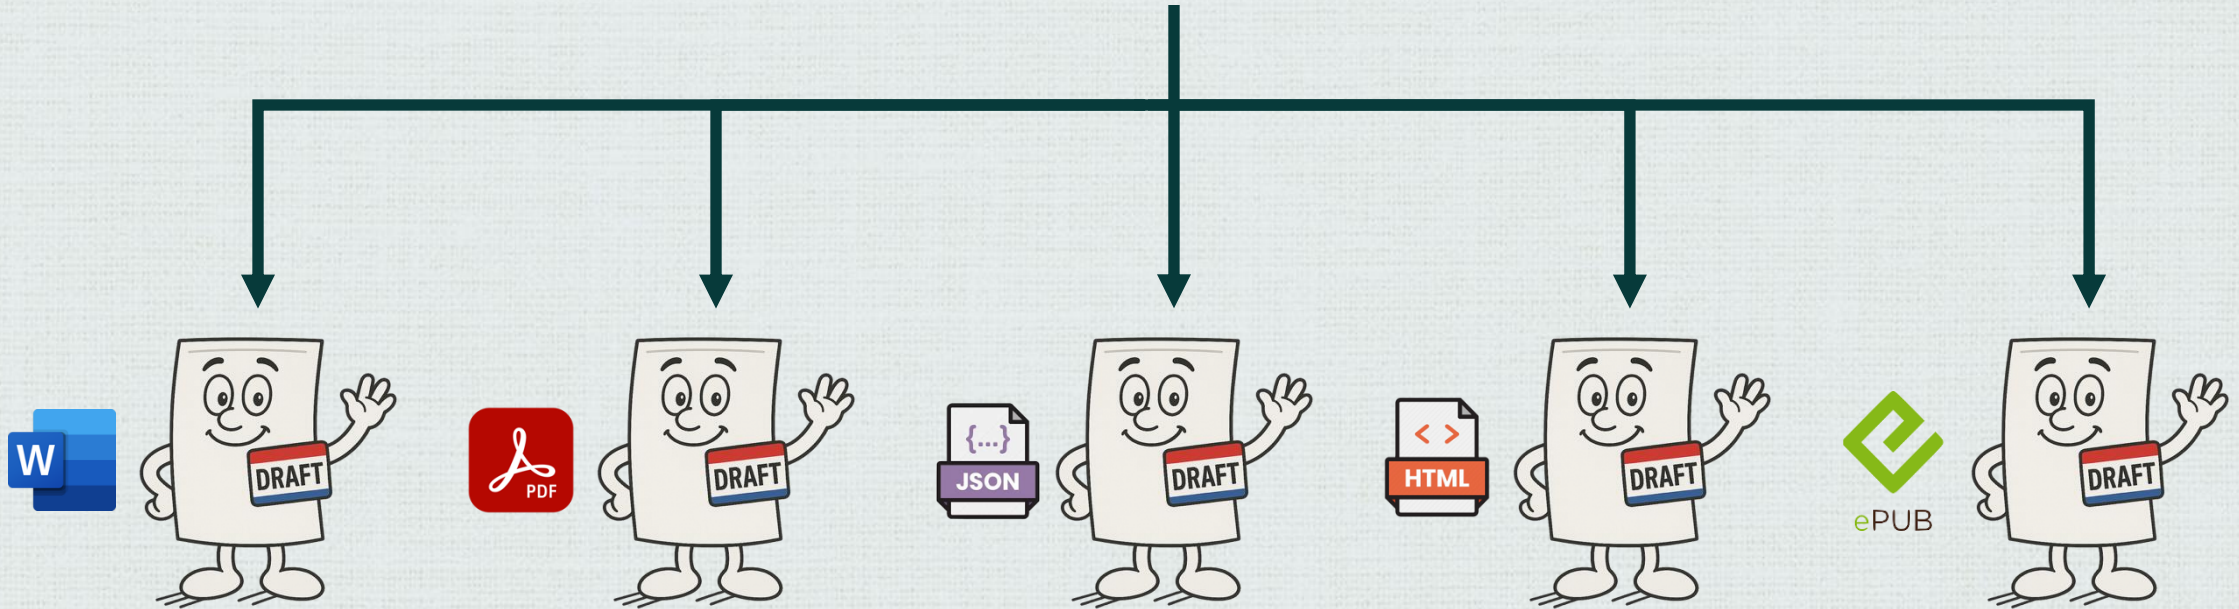 W
DRAFT
PDF
DRAFT
{...}
JSON
DRAFT
< >
HTML
DRAFT
ePUB
DRAFT